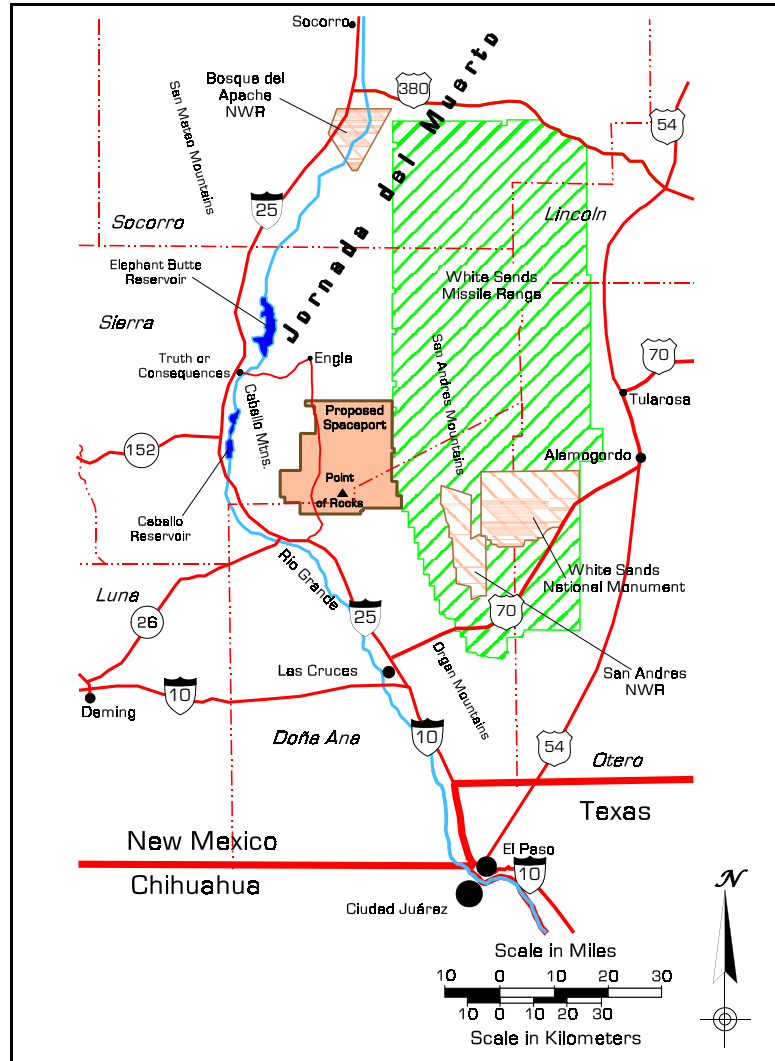 Socorro
Bosque del
Apache
NWR
380
54
San Mateo Mountains
Jornada del Muerto
25
Socorro
Lincoln
Elephant Butte
Reservoir
White Sands
Missile Range
Sierra
San Andres Mountains
Engle
Truth or
Consequences
70
Tularosa
Caballo Mtns.
Proposed
Spaceport
152
Alamogordo
Point
of Rocks
Caballo
Reservoir
Rio Grande
White Sands
National Monument
Luna
26
25
70
Las Cruces
Organ Mountains
San Andres
NWR
10
Deming
Doña Ana
10
54
Otero
Texas
New Mexico
Chihuahua
El Paso
10
Ciudad Juárez
N
Scale in Miles
10 0 10 20 30
10 0 10 20 30
Scale in Kilometers